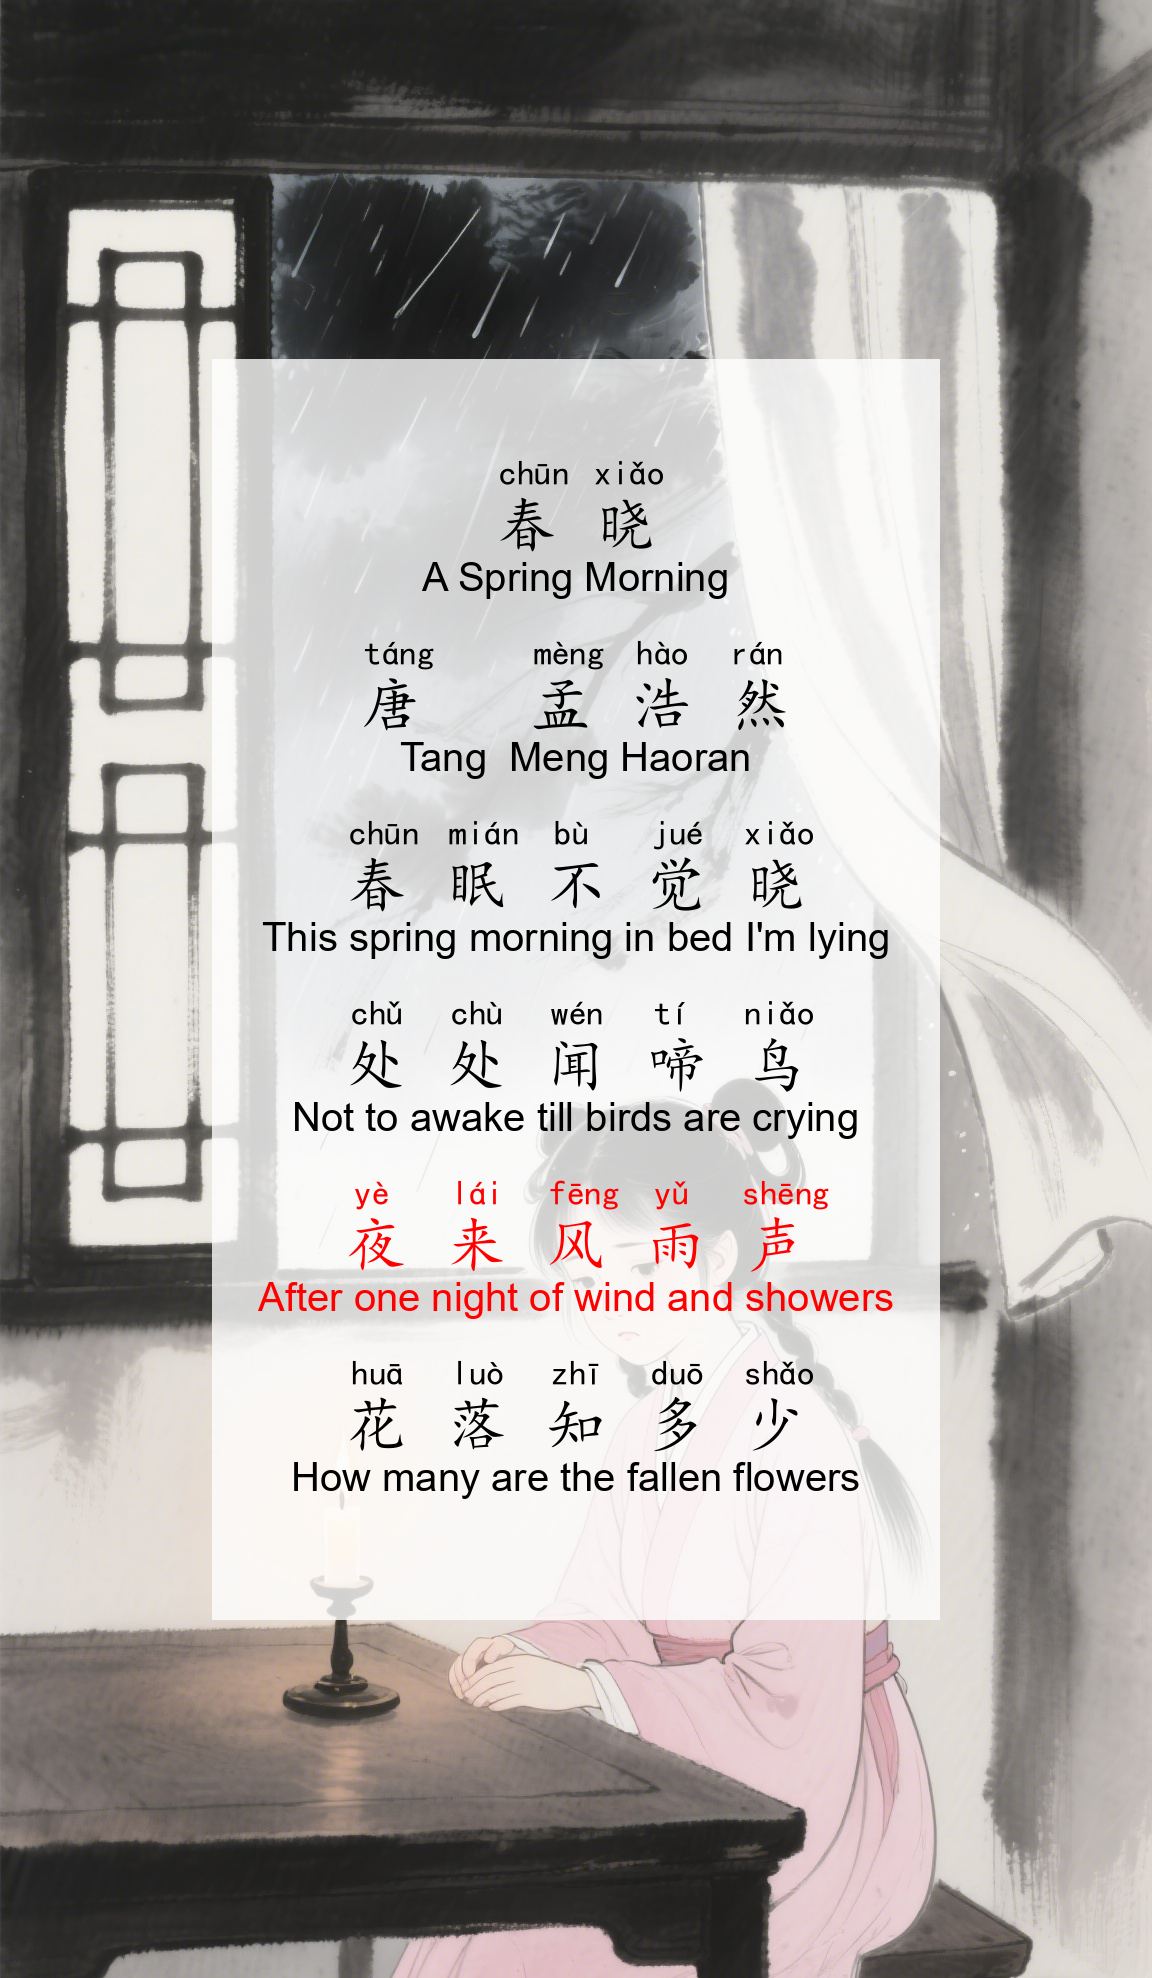 chūn xiǎo
春 晓
A Spring Morning
táng mèng hào rán
唐 孟 浩 然
Tang Meng Haoran
chūn mián bù jué xiǎo
春 眠 不 觉 晓
This spring morning in bed I'm lying
chǔ chù wén tí niǎo
处 处 闻 啼 鸟
Not to awake till birds are crying
yè lái fēng yǔ shēng
夜 来 风 雨 声
After one night of wind and showers
huā luò zhī duō shǎo
花 落 知 多 少
How many are the fallen flowers